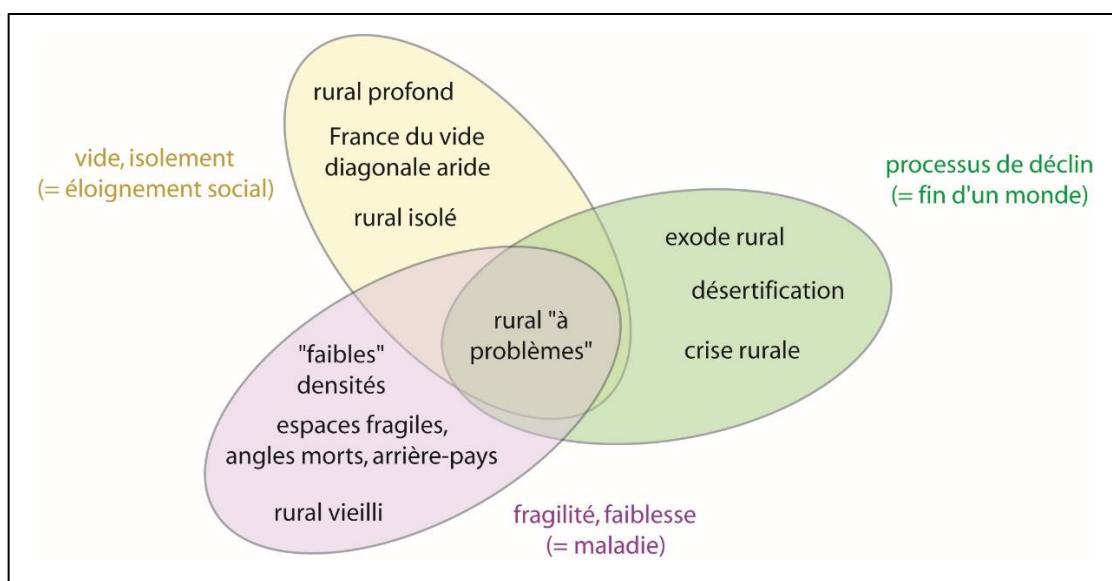 rural profond
France du vide
diagonale aride
rural isolé
vide, isolement
(= éloignement social)
processus de déclin
(= fin d'un monde)
exode rural
désertification
crise rurale
rural "à
problèmes"
"faibles"
densités
espaces fragiles,
angles morts, arrière-pays
rural vieilli
fragilité, faiblesse
(= maladie)